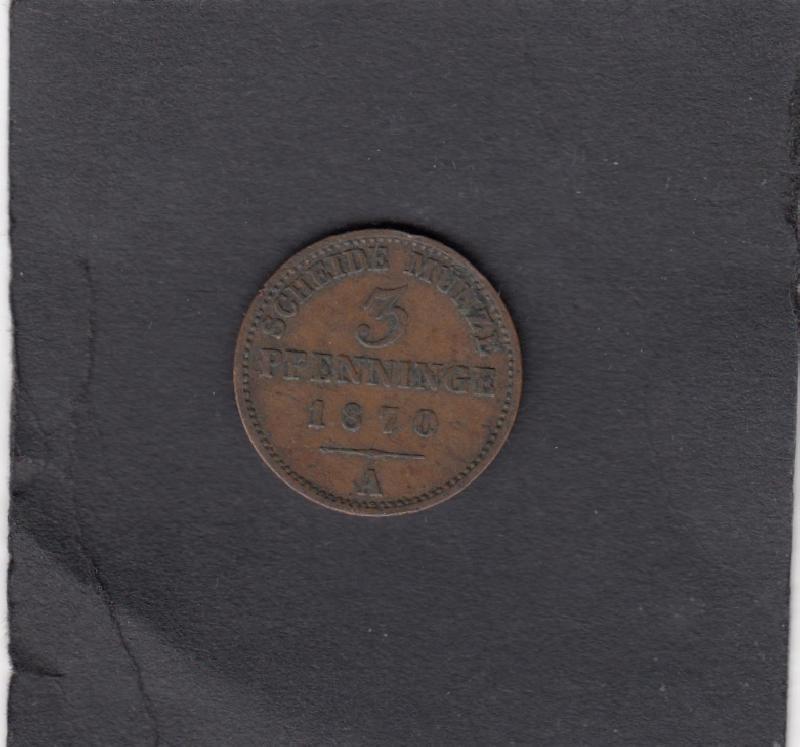 SCHEIDE MÜNZE
3
PFENNINGE
1870
A